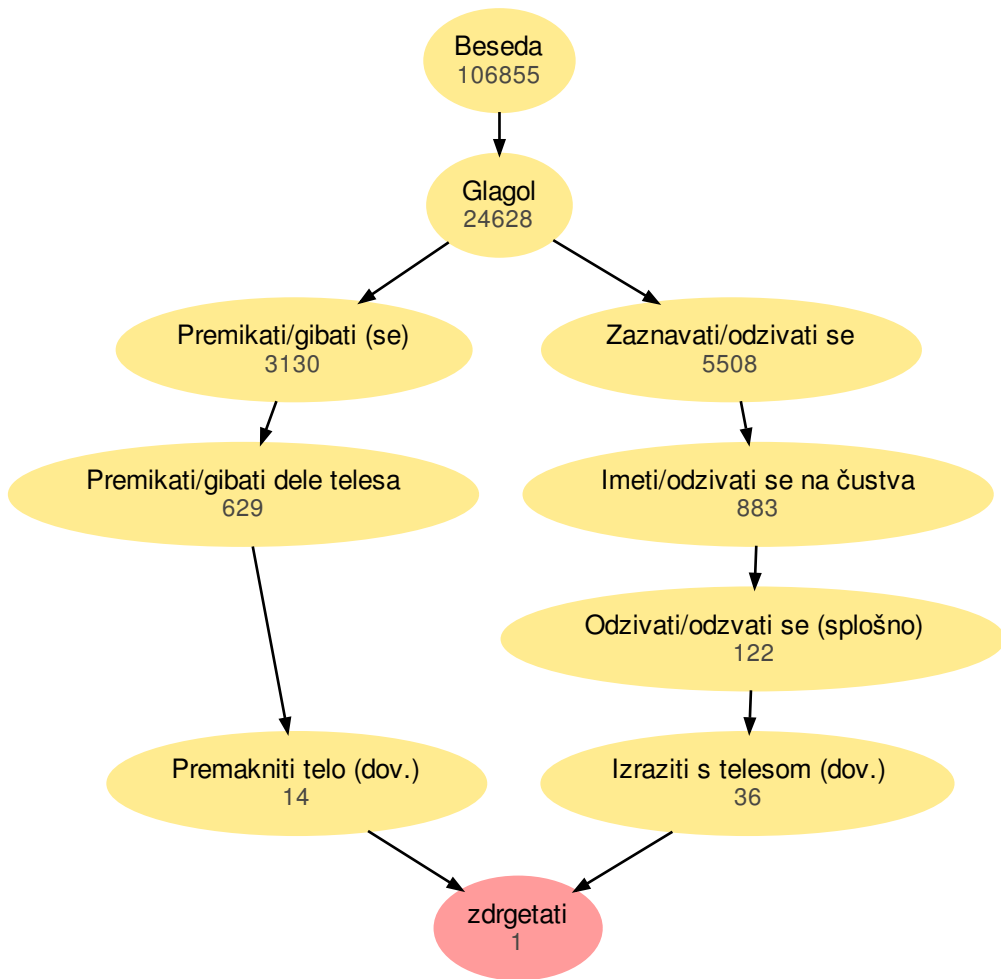 Beseda
106855
Glagol
24628
Premikati/gibati (se)
3130
Zaznavati/odzivati se
5508
Premikati/gibati dele telesa
629
Imeti/odzivati se na čustva
883
Odzivati/odzvati se (splošno)
122
Premakniti telo (dov.)
14
Izraziti s telesom (dov.)
36
zdrgetati
1